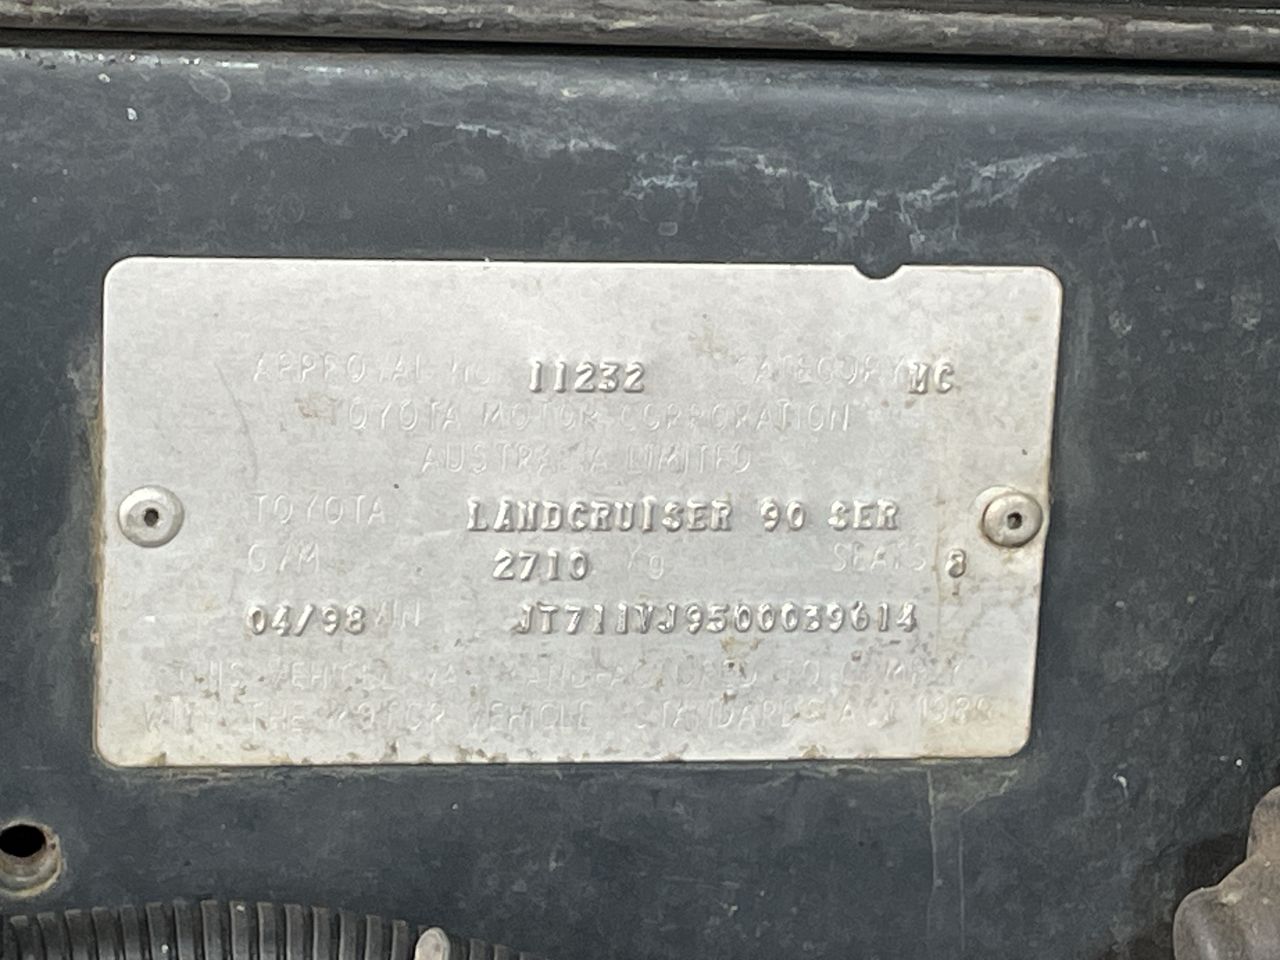 APPROVAL NO 11232 CATEGORY MC
TOYOTA MOTOR CORPORATION
AUSTRALIA LIMITED
TOYOTA LANDCRUISER 90 SER
GVM 2710 Kg SEATS 8
04/98 VIN JT711VJ9500039614
THIS VEHICLE WAS MANUFACTURED TO COMPLY
WITH THE MOTOR VEHICLE STANDARDS ACT 1989